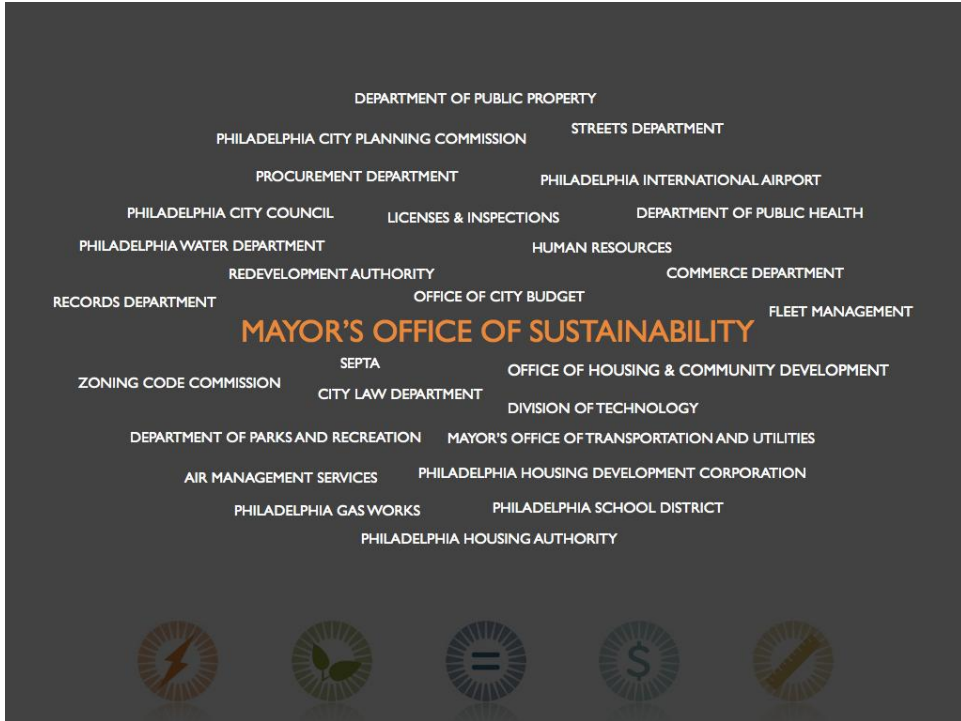 DEPARTMENT OF PUBLIC PROPERTY
STREETS DEPARTMENT
PHILADELPHIA CITY PLANNING COMMISSION
PROCUREMENT DEPARTMENT
PHILADELPHIA INTERNATIONAL AIRPORT
PHILADELPHIA CITY COUNCIL
LICENSES & INSPECTIONS
DEPARTMENT OF PUBLIC HEALTH
PHILADELPHIA WATER DEPARTMENT
HUMAN RESOURCES
REDEVELOPMENT AUTHORITY
COMMERCE DEPARTMENT
RECORDS DEPARTMENT
OFFICE OF CITY BUDGET
FLEET MANAGEMENT
MAYOR'S OFFICE OF SUSTAINABILITY
SEPTA
OFFICE OF HOUSING & COMMUNITY DEVELOPMENT
ZONING CODE COMMISSION
CITY LAW DEPARTMENT
DIVISION OF TECHNOLOGY
DEPARTMENT OF PARKS AND RECREATION
MAYOR'S OFFICE OF TRANSPORTATION AND UTILITIES
AIR MANAGEMENT SERVICES
PHILADELPHIA HOUSING DEVELOPMENT CORPORATION
PHILADELPHIA GAS WORKS
PHILADELPHIA SCHOOL DISTRICT
PHILADELPHIA HOUSING AUTHORITY
= $